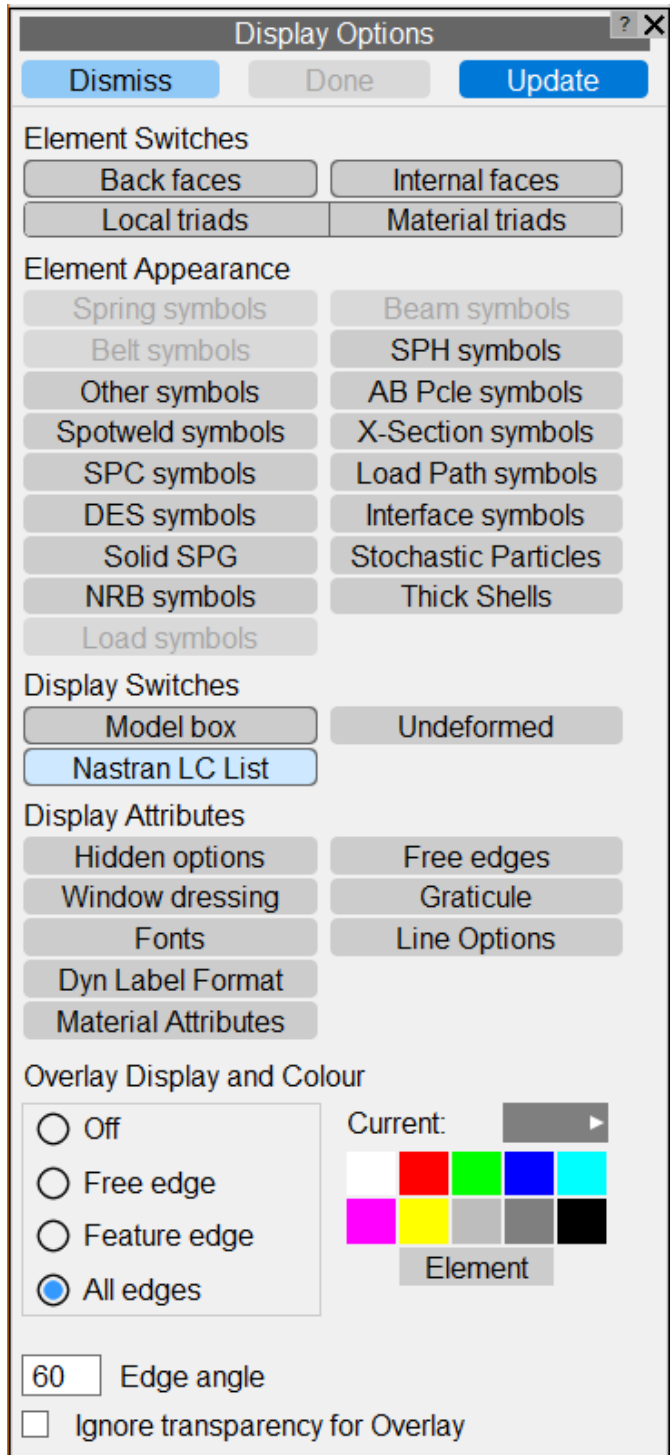 Display Options
?
Dismiss Done Update
Element Switches
Back faces Internal faces
Local triads Material triads
Element Appearance
Spring symbols Beam symbols
Belt symbols SPH symbols
Other symbols AB Pcle symbols
Spotweld symbols X-Section symbols
SPC symbols Load Path symbols
DES symbols Interface symbols
Solid SPG Stochastic Particles
NRB symbols Thick Shells
Load symbols
Display Switches
Model box Undeformed
Nastran LC List
Display Attributes
Hidden options Free edges
Window dressing Graticule
Fonts Line Options
Dyn Label Format
Material Attributes
Overlay Display and Colour
Off Current:
Free edge
Feature edge
All edges Element
60 Edge angle
Ignore transparency for Overlay